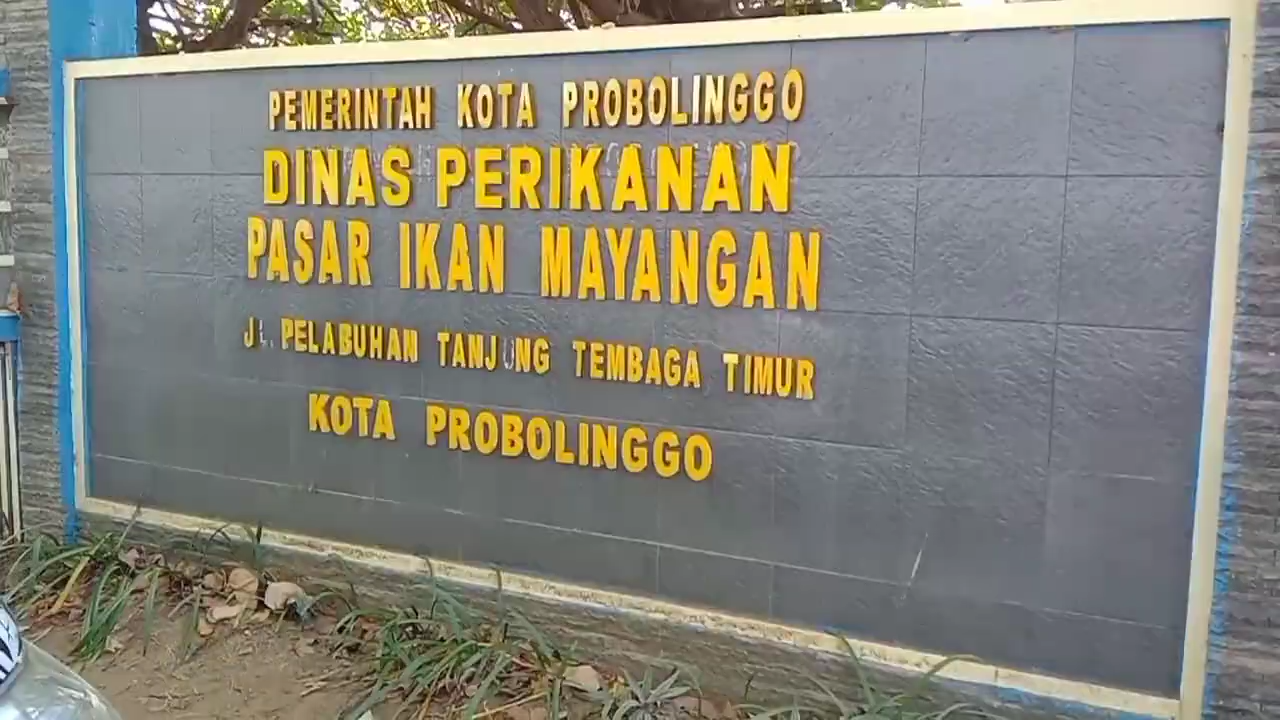 PEMERINTAH KOTA PROBOLINGGO
DINAS PERIKANAN
PASAR IKAN MAYANGAN
JL. PELABUHAN TANJUNG TEMBAGA TIMUR
KOTA PROBOLINGGO